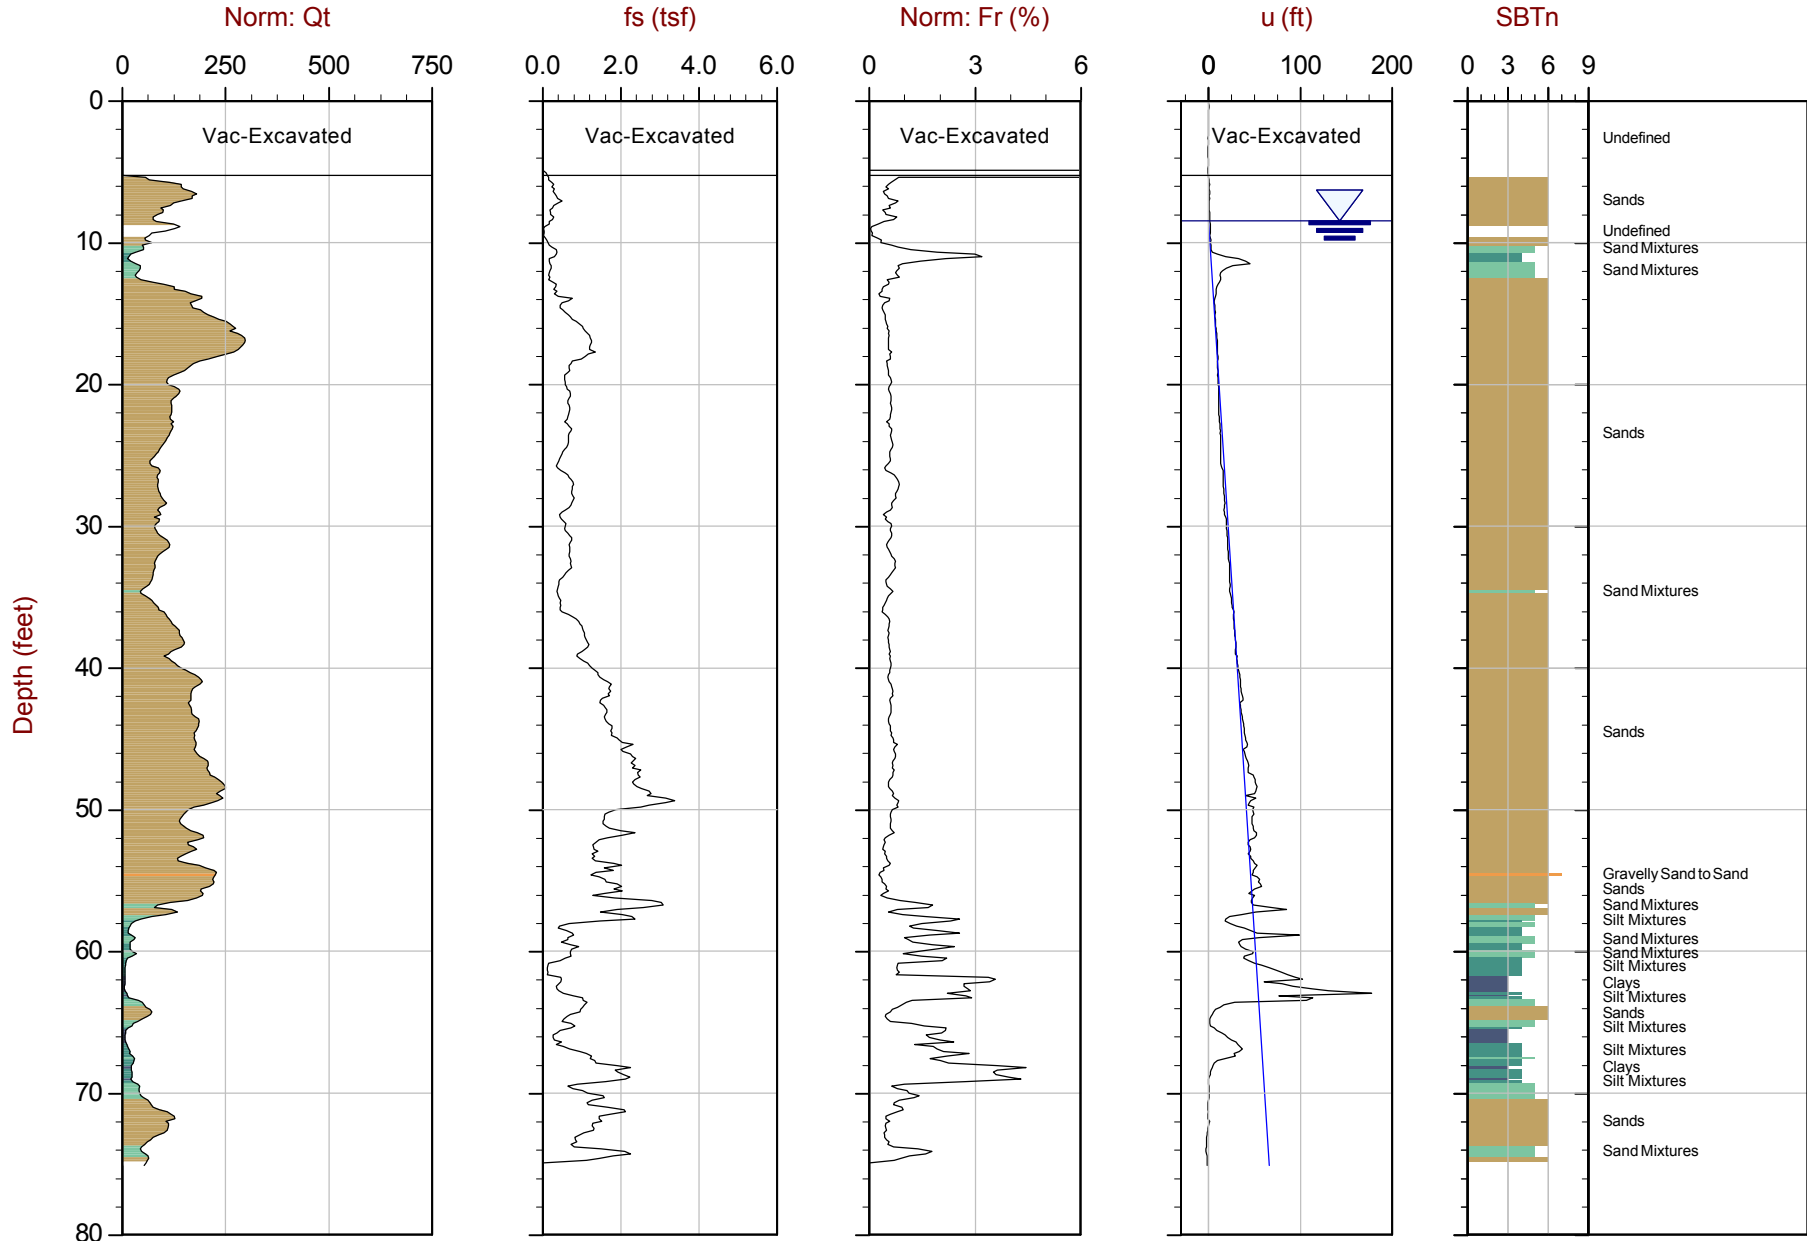 Norm: Qt
fs (tsf)
Norm: Fr (%)
u (ft)
SBTn
0 250 500 750
0.0 2.0 4.0 6.0
0 3 6
0 100 200
0 3 6 9
Depth (feet)
0
10
20
30
40
50
60
70
80
Vac-Excavated
Vac-Excavated
Vac-Excavated
Vac-Excavated
Undefined
Sands
Undefined
Sand Mixtures
Sand Mixtures
Sands
Sand Mixtures
Sands
Gravelly Sand to Sand
Sands
Sand Mixtures
Silt Mixtures
Sand Mixtures
Sand Mixtures
Silt Mixtures
Clays
Silt Mixtures
Sands
Silt Mixtures
Silt Mixtures
Clays
Silt Mixtures
Sands
Sand Mixtures